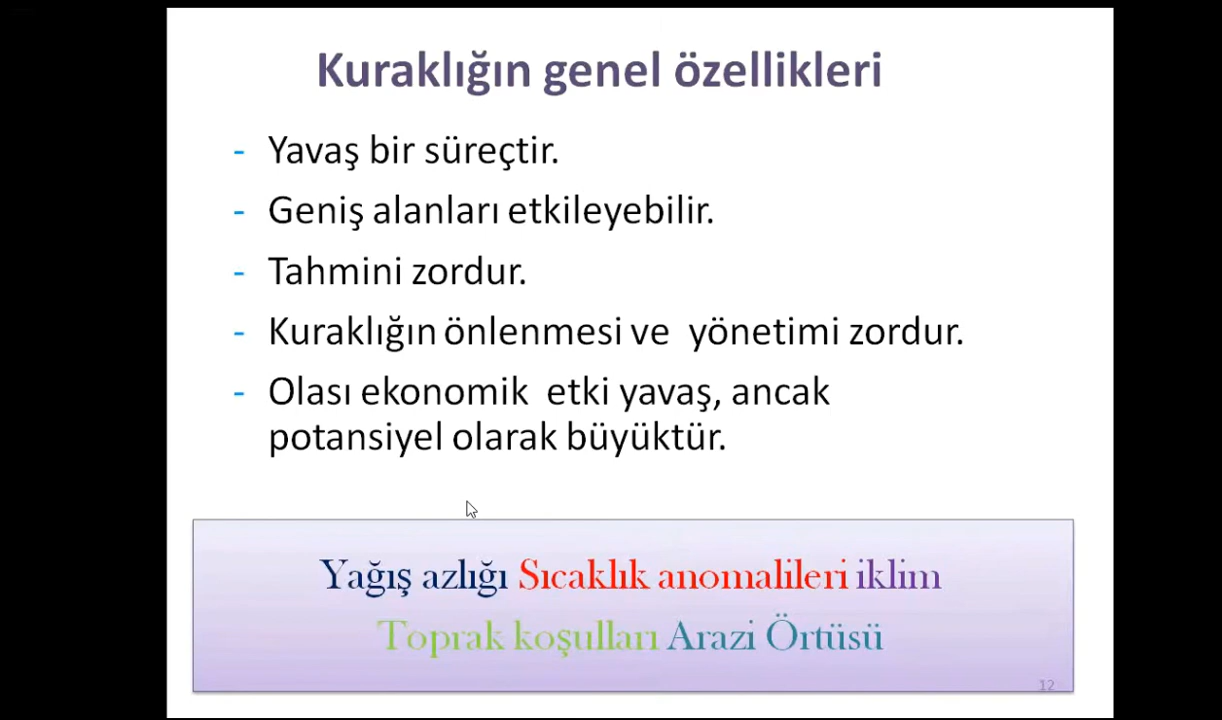 Kuraklığın genel özellikleri
- Yavaş bir süreçtir.
- Geniş alanları etkileyebilir.
- Tahmini zordur.
- Kuraklığın önlenmesi ve yönetimi zordur.
- Olası ekonomik etki yavaş, ancak
potansiyel olarak büyüktür.
Yağış azlığı Sıcaklık anomalileri iklim
Toprak koşulları Arazi Örtüsü
12